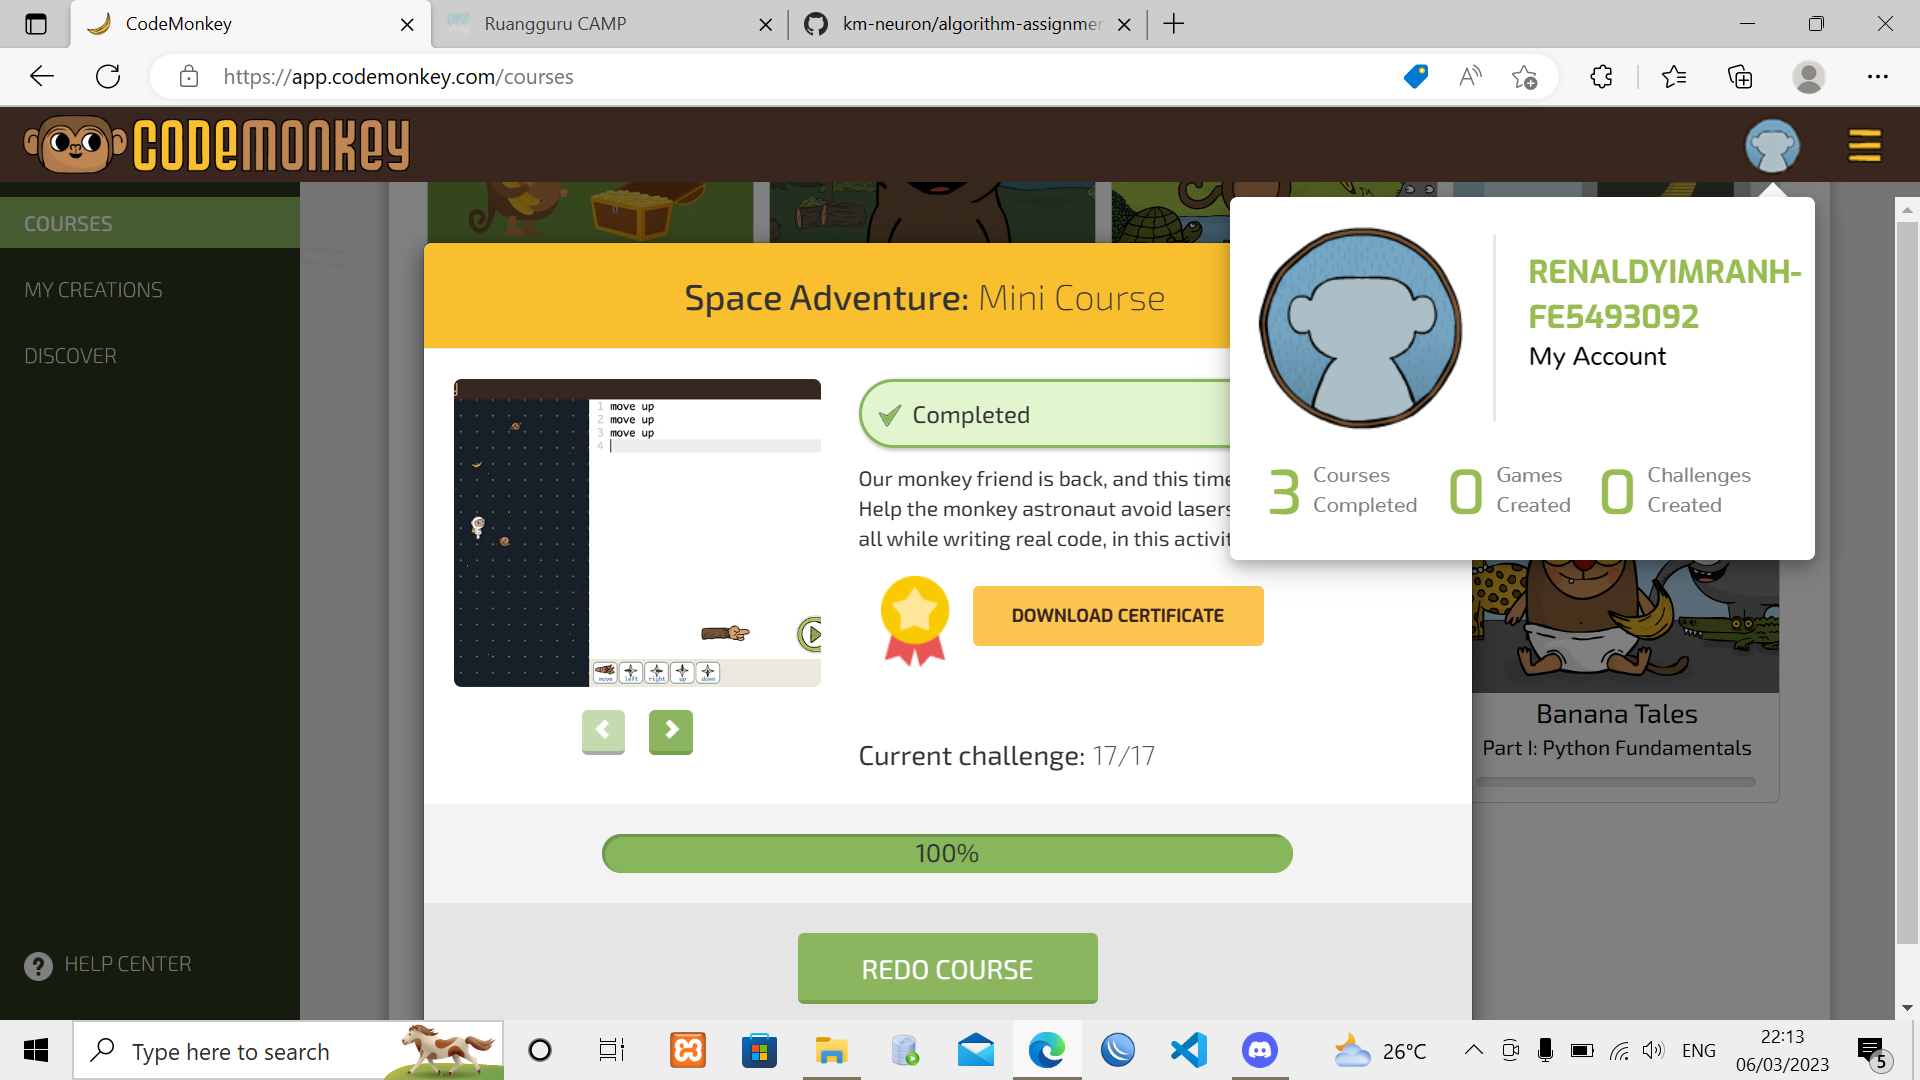 CodeMonkey
Ruangguru CAMP
km-neuron/algorithm-assignmer
https://app.codemonkey.com/courses
CODEMONKEY
COURSES
MY CREATIONS
DISCOVER
HELP CENTER
Space Adventure: Mini Course
1 move up
2 move up
3 move up
4
move left right up down
Completed
Our monkey friend is back, and this time
Help the monkey astronaut avoid lasers
all while writing real code, in this activit
DOWNLOAD CERTIFICATE
Current challenge: 17/17
100%
REDO COURSE
RENALDYIMRANH-
FE5493092
My Account
3 Courses Completed
0 Games Created
0 Challenges Created
Banana Tales
Part I: Python Fundamentals
Type here to search
26°C
ENG
22:13
06/03/2023
5